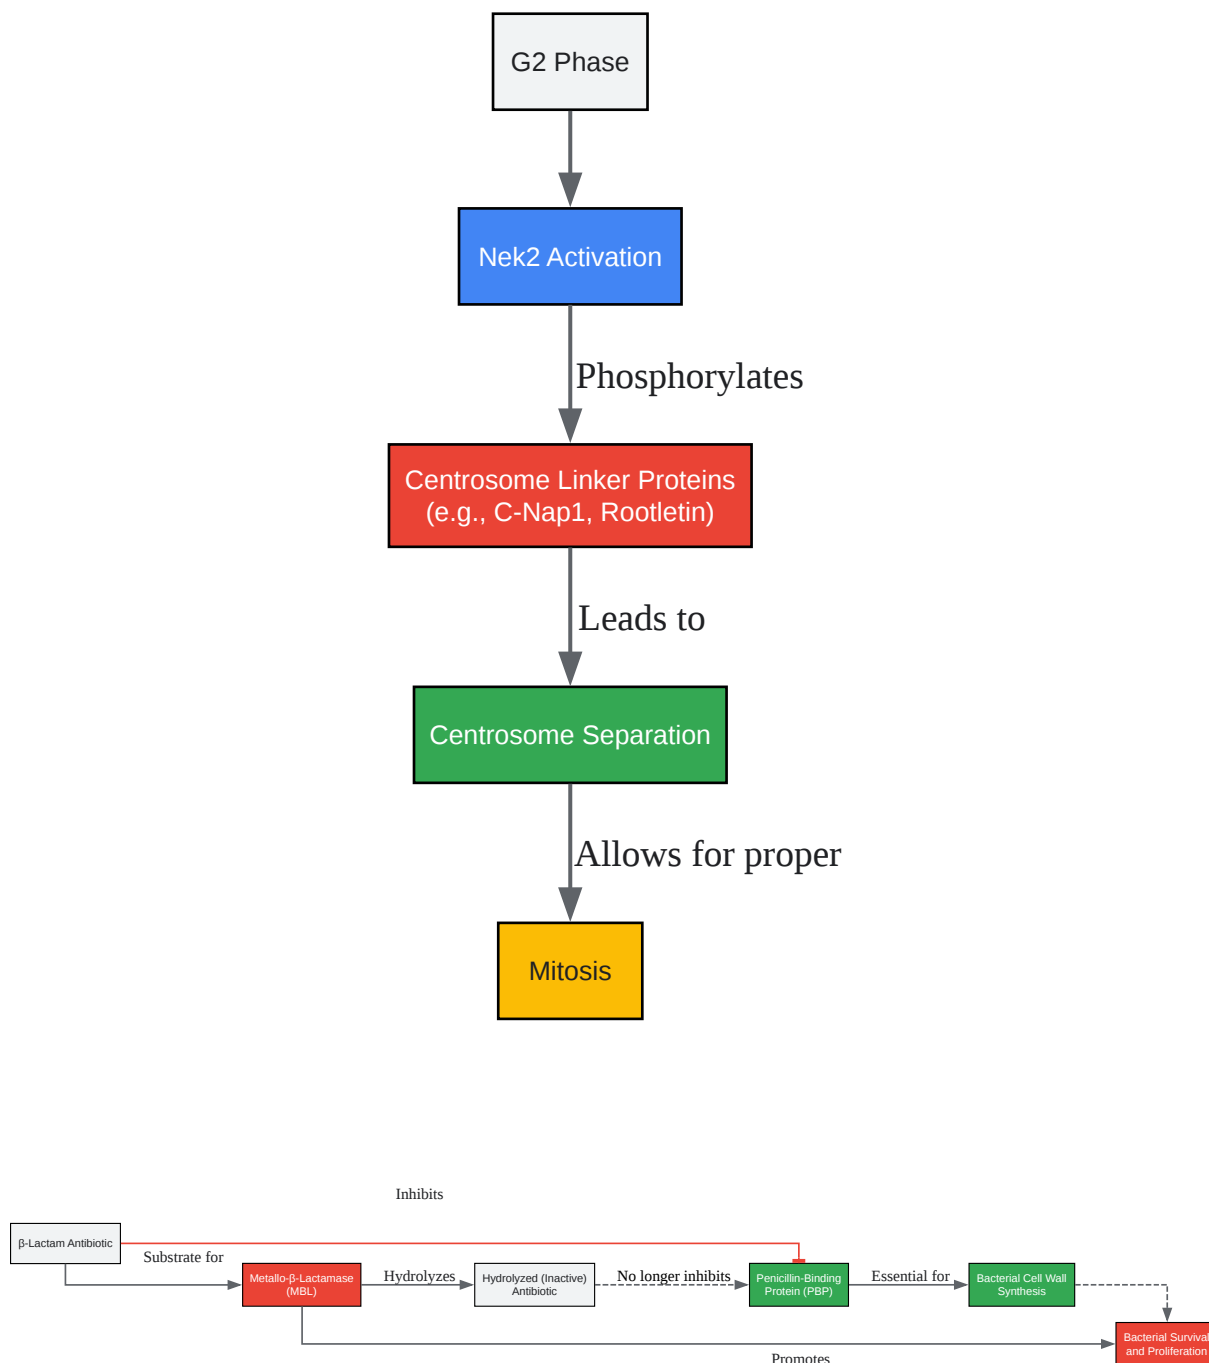 G2 Phase
Nek2 Activation
Phosphorylates
Centrosome Linker Proteins
(e.g., C-Nap1, Rootletin)
Leads to
Centrosome Separation
Allows for proper
Mitosis
Inhibits
β-Lactam Antibiotic
Substrate for
Metallo-β-Lactamase
(MBL)
Hydrolyzes
Hydrolyzed (Inactive)
Antibiotic
No longer inhibits
Penicillin-Binding
Protein (PBP)
Essential for
Bacterial Cell Wall
Synthesis
Bacterial Survival
and Proliferation
Promotes